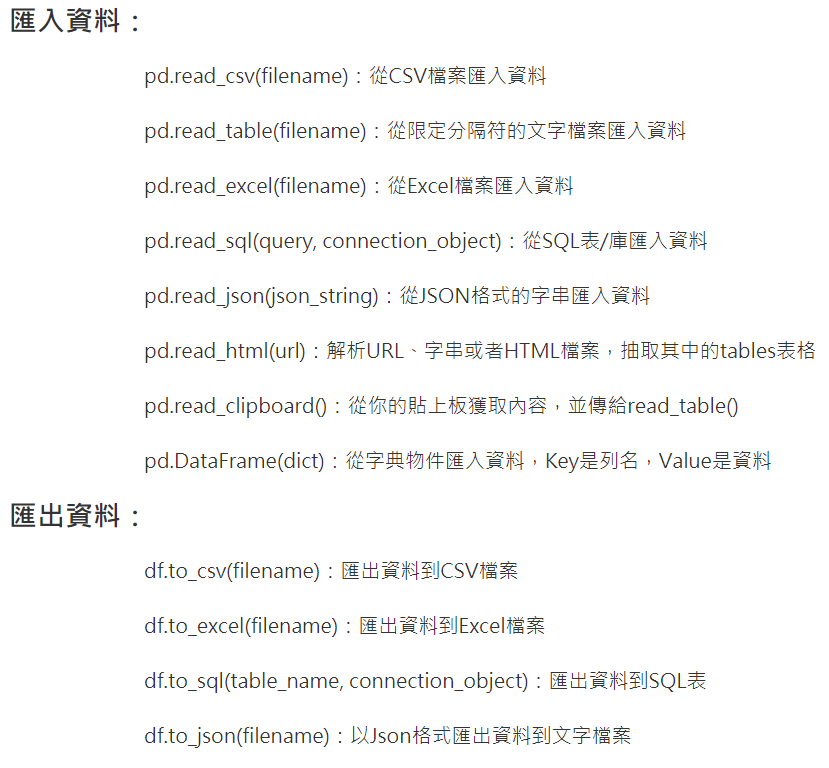 匯入資料：
pd.read_csv(filename)：從CSV檔案匯入資料
pd.read_table(filename)：從限定分隔符的文字檔案匯入資料
pd.read_excel(filename)：從Excel檔案匯入資料
pd.read_sql(query, connection_object)：從SQL表/庫匯入資料
pd.read_json(json_string)：從JSON格式的字串匯入資料
pd.read_html(url)：解析URL、字串或者HTML檔案，抽取其中的tables表格
pd.read_clipboard()：從你的貼上板獲取內容，並傳給read_table()
pd.DataFrame(dict)：從字典物件匯入資料，Key是列名，Value是資料
匯出資料：
df.to_csv(filename)：匯出資料到CSV檔案
df.to_excel(filename)：匯出資料到Excel檔案
df.to_sql(table_name, connection_object)：匯出資料到SQL表
df.to_json(filename)：以Json格式匯出資料到文字檔案